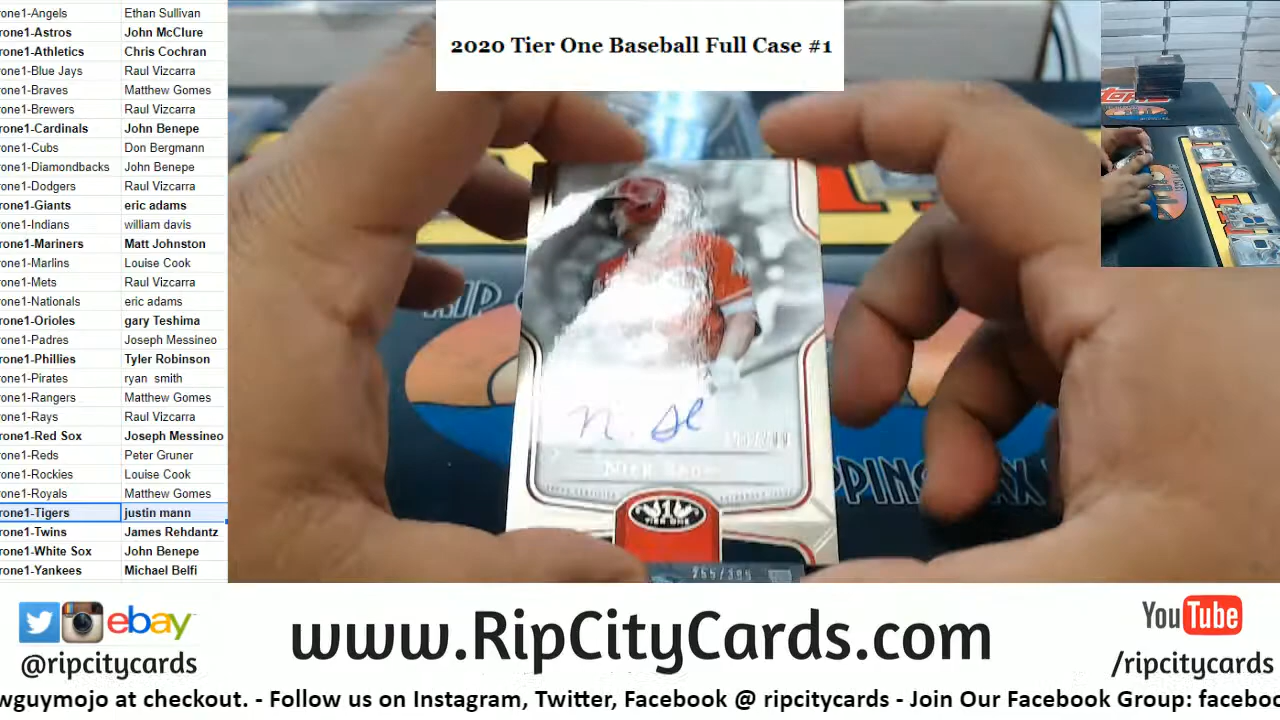 2020 Tier One Baseball Full Case #1
rone1-Angels Ethan Sullivan
rone1-Astros John McClure
rone1-Athletics Chris Cochran
rone1-Blue Jays Raul Vizcarra
rone1-Braves Matthew Gomes
rone1-Brewers Raul Vizcarra
rone1-Cardinals John Benepe
rone1-Cubs Don Bergmann
rone1-Diamondbacks John Benepe
rone1-Dodgers Raul Vizcarra
rone1-Giants eric adams
rone1-Indians william davis
rone1-Mariners Matt Johnston
rone1-Marlins Louise Cook
rone1-Mets Raul Vizcarra
rone1-Nationals eric adams
rone1-Orioles gary Teshima
rone1-Padres Joseph Messineo
rone1-Phillies Tyler Robinson
rone1-Pirates ryan smith
rone1-Rangers Matthew Gomes
rone1-Rays Raul Vizcarra
rone1-Red Sox Joseph Messineo
rone1-Reds Peter Gruner
rone1-Rockies Louise Cook
rone1-Royals Matthew Gomes
rone1-Tigers justin mann
rone1-Twins James Rehdantz
rone1-White Sox John Benepe
rone1-Yankees Michael Belfi
1
TIER ONE
ebay
@ripcitycards
www.RipCityCards.com
YouTube
/ripcitycards
wguymojo at checkout. - Follow us on Instagram, Twitter, Facebook @ ripcitycards - Join Our Facebook Group: facebo